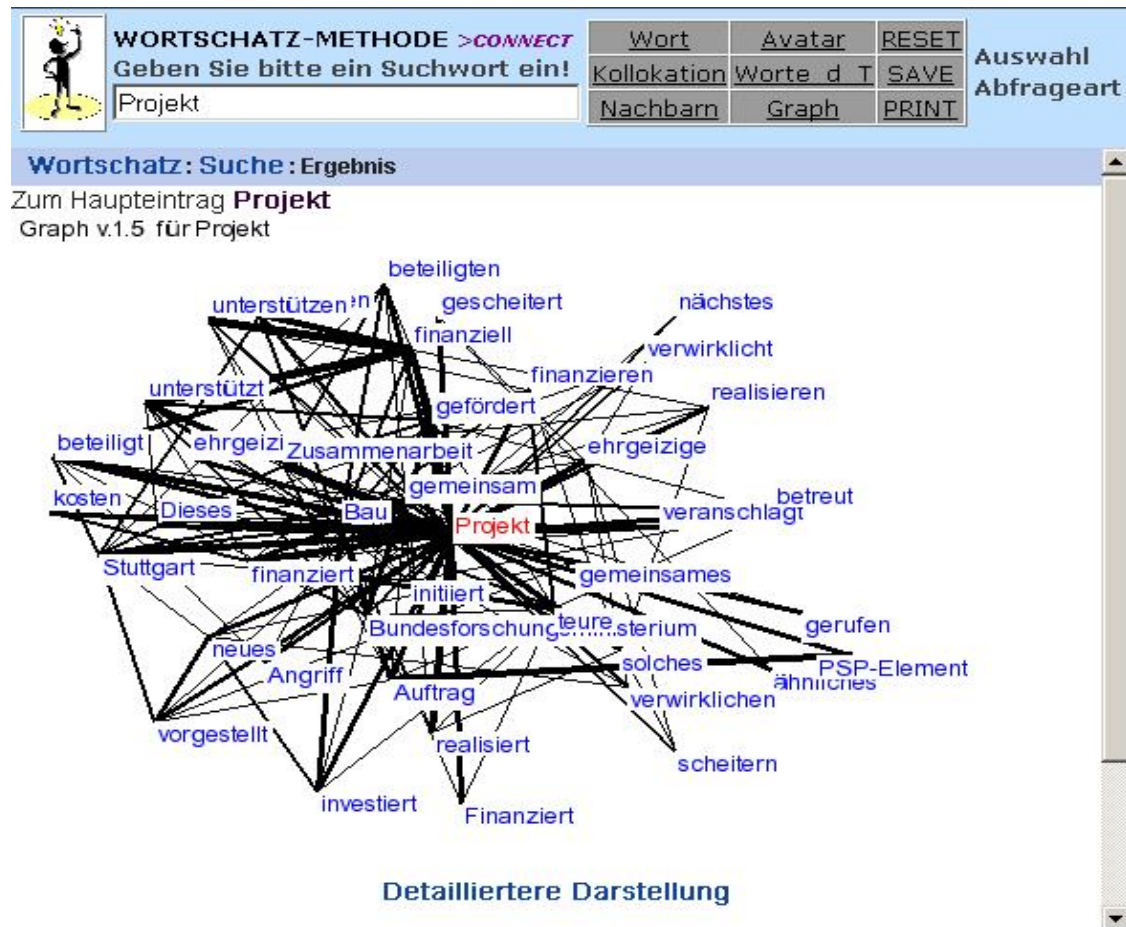 WORTSCHATZ-METHODE >CONNECT
Geben Sie bitte ein Suchwort ein!
Projekt
Wort Avatar RESET
Kollokation Worte d T SAVE
Nachbarn Graph PRINT
Auswahl
Abfrageart
Wortschatz: Suche: Ergebnis
Zum Haupteintrag Projekt
Graph v.1.5 für Projekt
beteiligten
unterstützen gescheitert nächstes
finanziell
verwirklicht
finanzieren
unterstützt realisieren
gefördert
beteiligt Zusammenarbeit ehrgeizige
gemeinsam
kosten betreut
Dieses Bau veranschlagt
Projekt
Stuttgart finanziert gemeinsames
initiiert
teure
Bundesforschungsministerium gerufen
neues
solches PSP-Element
Angriff ähnliches
Auftrag verwirklichen
vorgestellt realisiert
scheitern
investiert
Finanziert
Detailliertere Darstellung